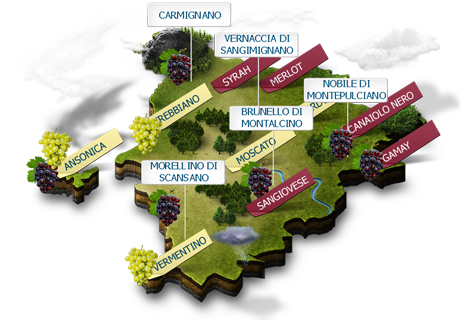 CARMIGNANO
VERNACCIA DI
SANGIMIGNANO
SYRAH
MERLOT
NOBILE DI
MONTEPULCIANO
REBBIANO
CANAIOLO NERO
BRUNELLO DI
MONTALCINO
ANSONICA
MOSCATO
GAMAY
MORELLINO DI
SCANSANO
SANGIOVESE
VERMENTINO